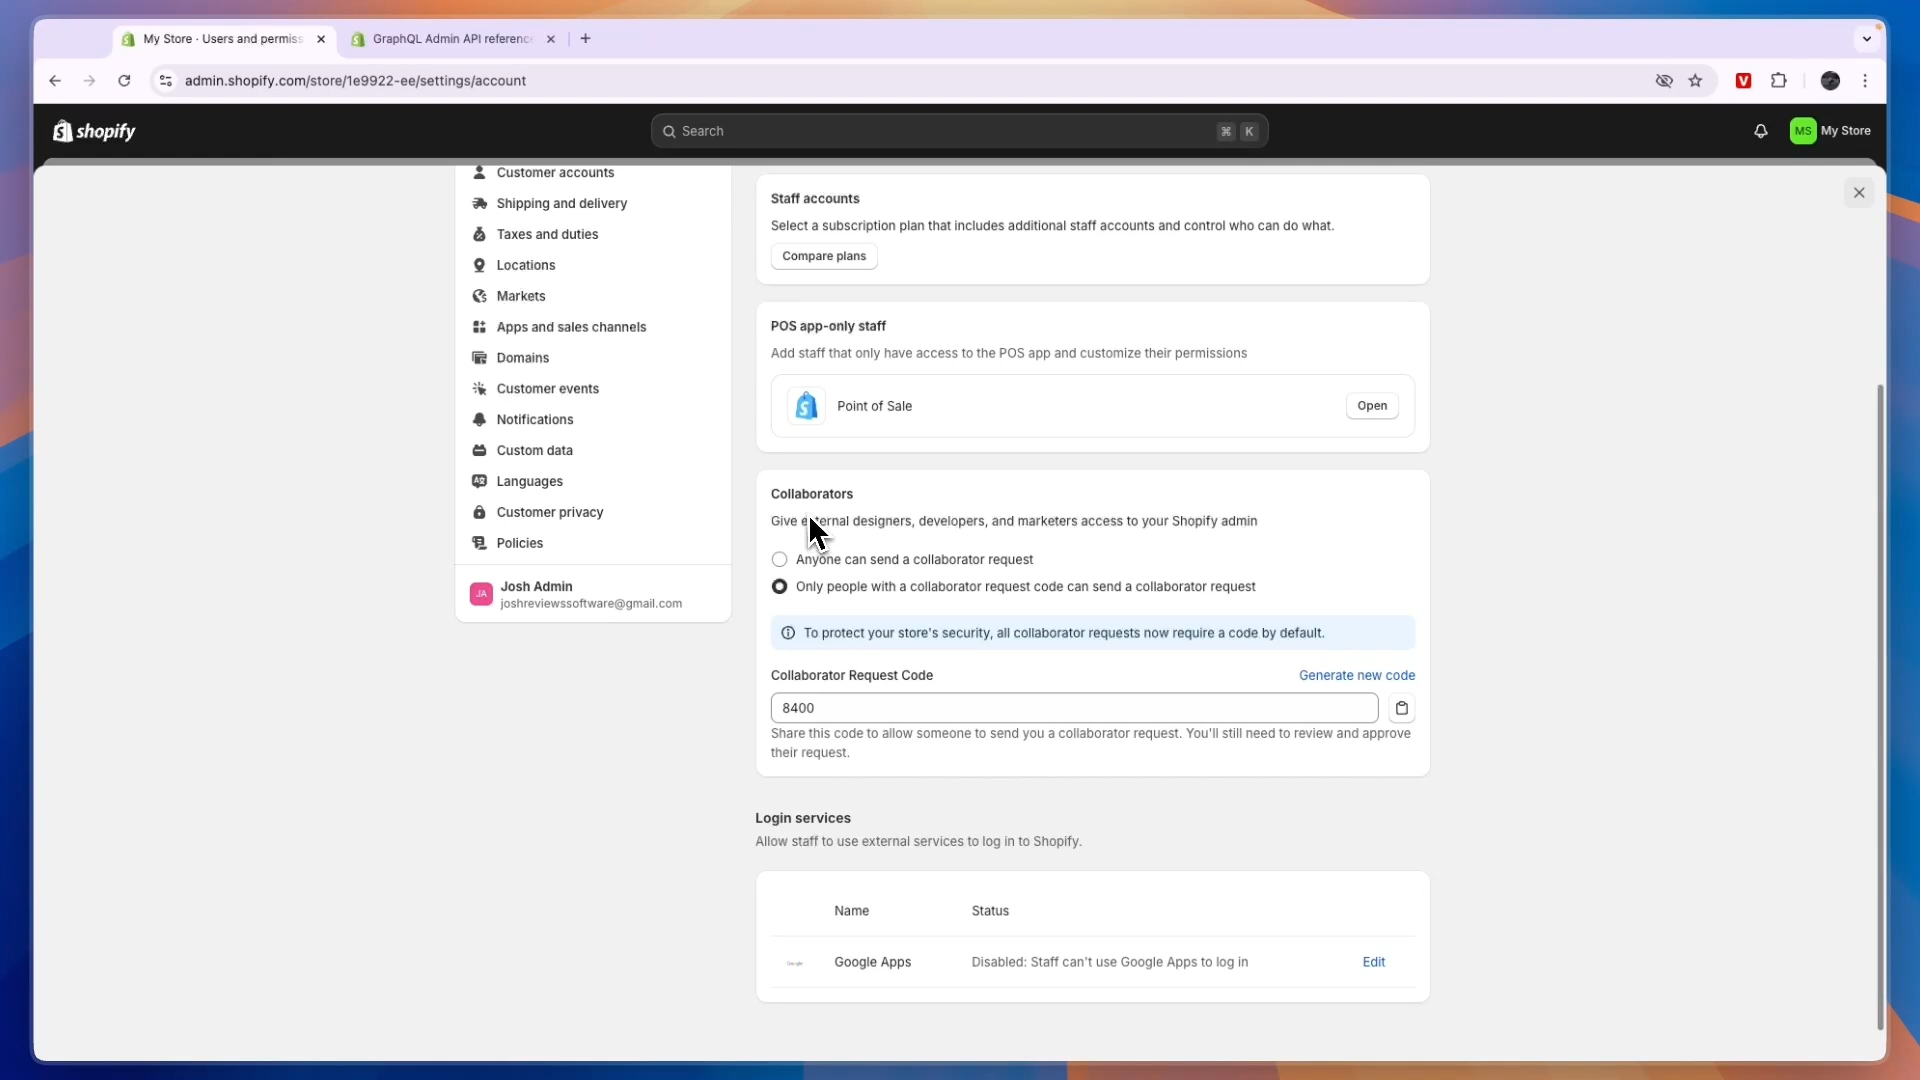 My Store · Users and permiss
GraphQL Admin API referenc
admin.shopify.com/store/1e9922-ee/settings/account
V
shopify
Search
⌘ K
MS My Store
Customer accounts
Shipping and delivery
Taxes and duties
Locations
Markets
Apps and sales channels
Domains
Customer events
Notifications
Custom data
Languages
Customer privacy
Policies
JA
Josh Admin
joshreviewssoftware@gmail.com
Staff accounts
Select a subscription plan that includes additional staff accounts and control who can do what.
Compare plans
POS app-only staff
Add staff that only have access to the POS app and customize their permissions
Point of Sale
Open
Collaborators
Give external designers, developers, and marketers access to your Shopify admin
Anyone can send a collaborator request
Only people with a collaborator request code can send a collaborator request
To protect your store's security, all collaborator requests now require a code by default.
Collaborator Request Code
Generate new code
8400
Share this code to allow someone to send you a collaborator request. You'll still need to review and approve
their request.
Login services
Allow staff to use external services to log in to Shopify.
Name
Status
Google
Google Apps
Disabled: Staff can't use Google Apps to log in
Edit